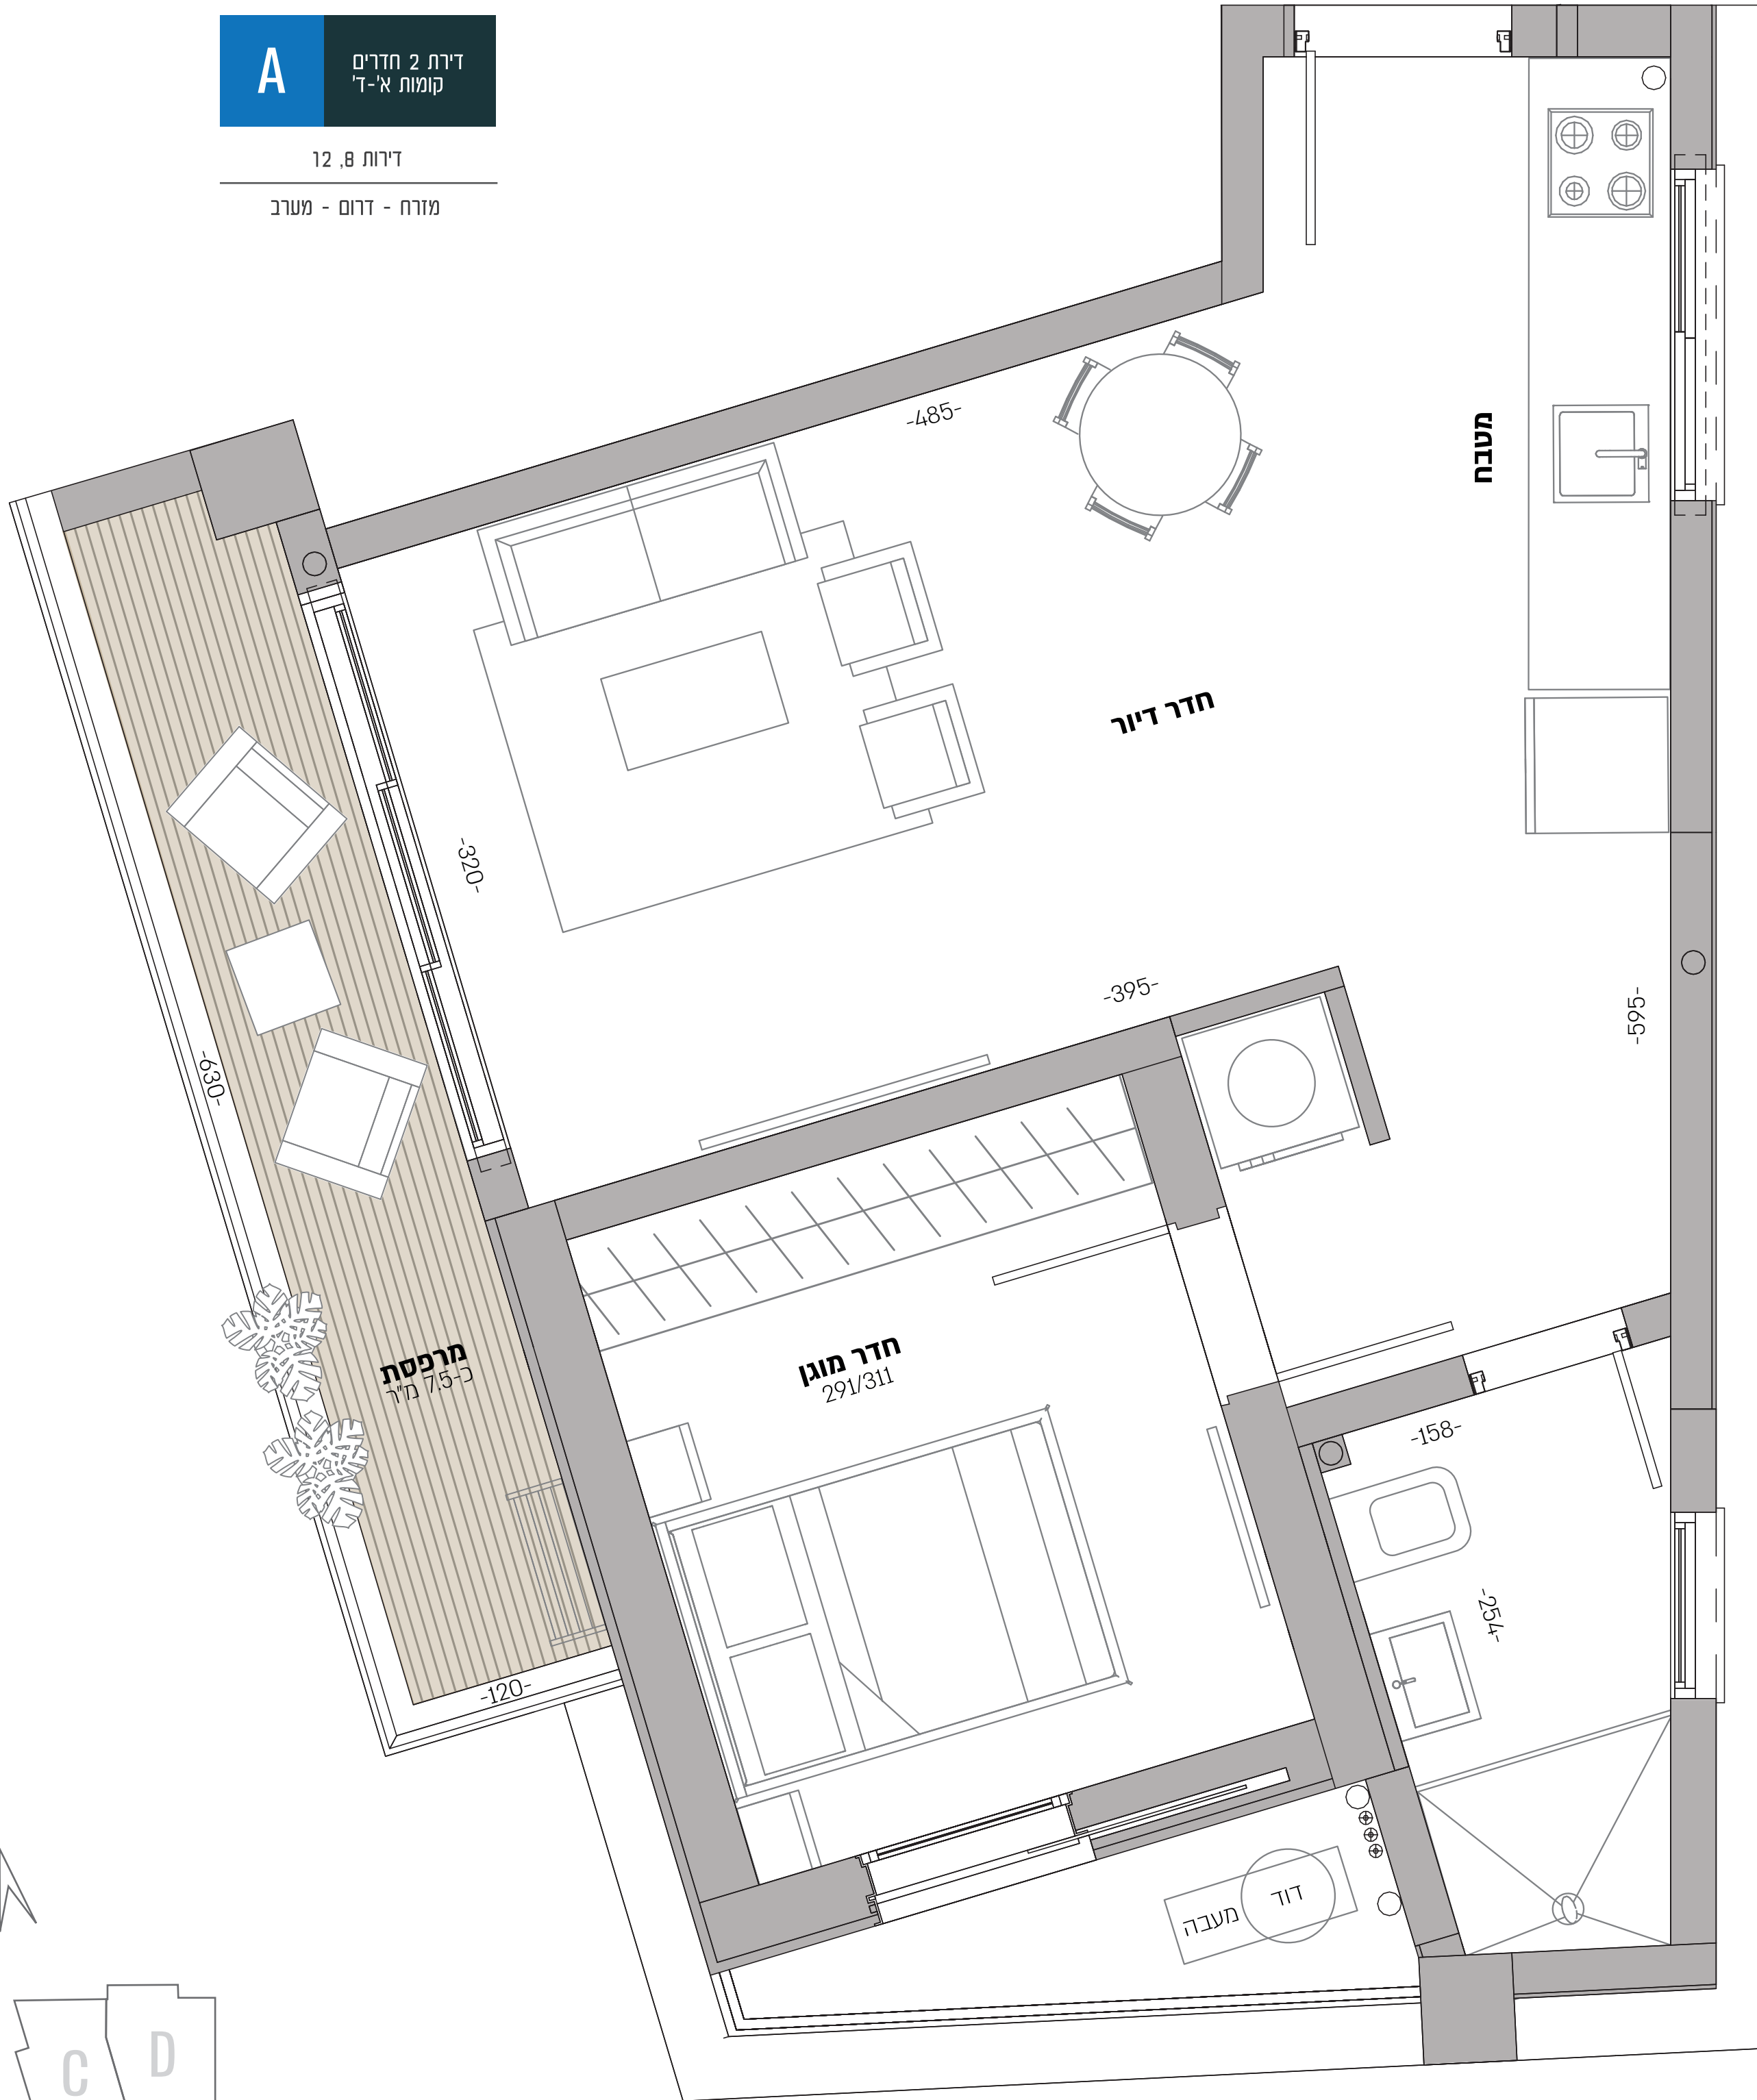 A
דירת 2 חדרים
קומות א'-ד'
דירות 8, 12
מזרח - דרום - מערב
-485-
מטבח
חדר דיור
-320-
-395-
-595-
-630-
מרפסת
כ-7.5 מ"ר
חדר מוגן
291/311
-158-
-254-
-120-
דוד
מעבה
C
D